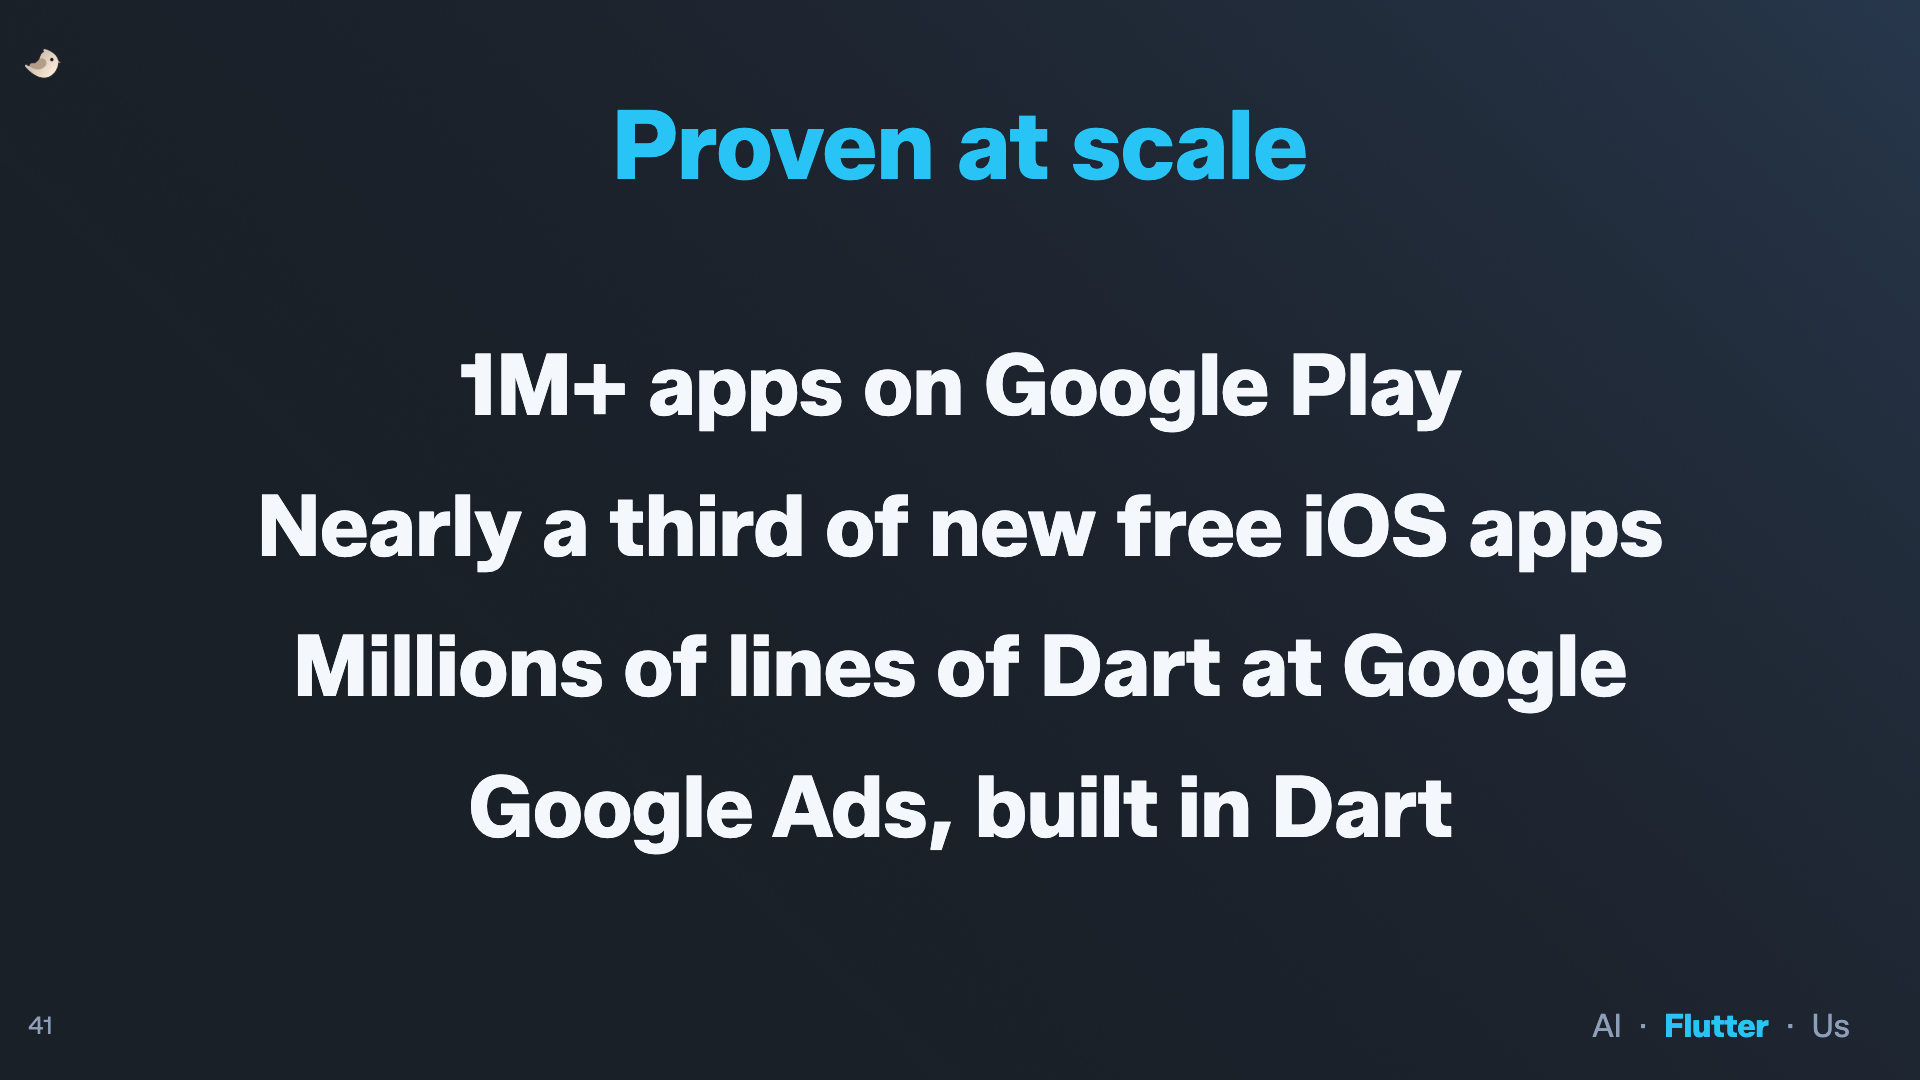 Proven at scale
1M+ apps on Google Play
Nearly a third of new free iOS apps
Millions of lines of Dart at Google
Google Ads, built in Dart
41
AI · Flutter · Us